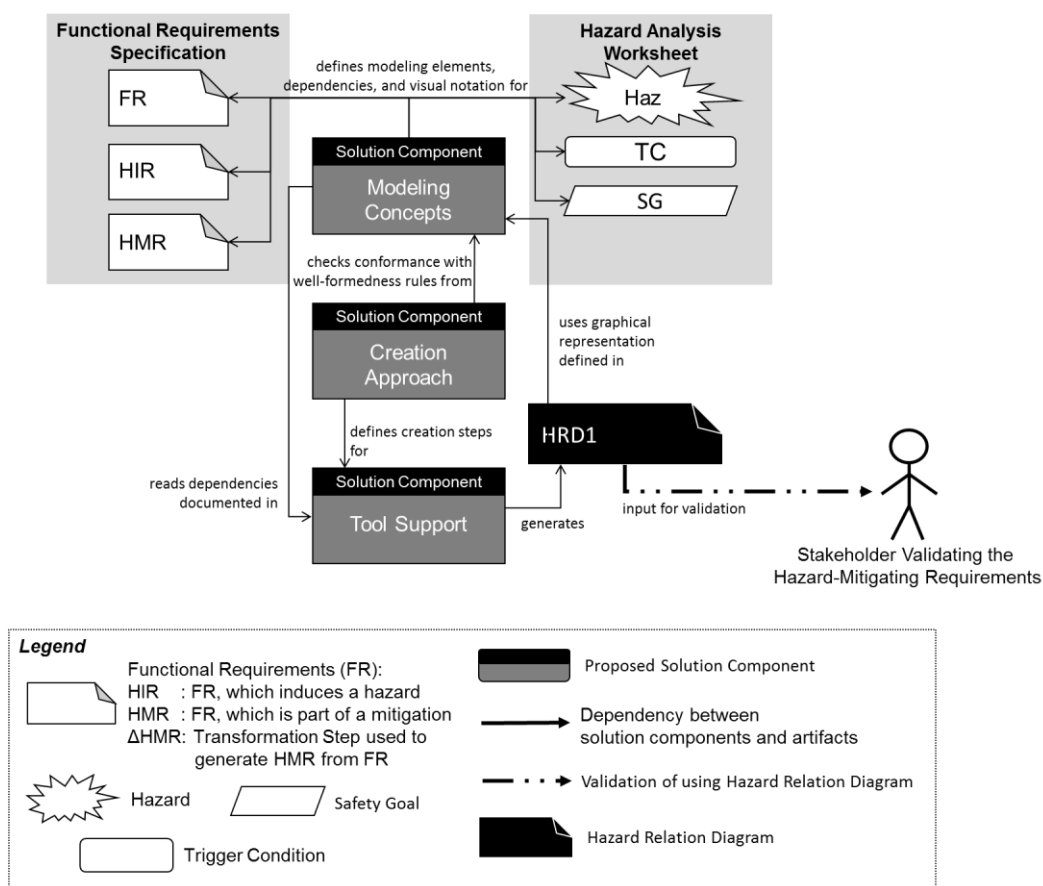 Functional Requirements
Specification
FR
HIR
HMR
defines modeling elements,
dependencies, and visual notation for
Hazard Analysis
Worksheet
Haz
TC
SG
Solution Component
Modeling
Concepts
checks conformance with
well-formedness rules from
Solution Component
Creation
Approach
uses graphical
representation
defined in
HRD1
defines creation steps
for
reads dependencies
documented in
Solution Component
Tool Support
generates
input for validation
Stakeholder Validating the
Hazard-Mitigating Requirements
Legend
Functional Requirements (FR):
HIR : FR, which induces a hazard
HMR : FR, which is part of a mitigation
ΔHMR: Transformation Step used to
generate HMR from FR
Hazard
Safety Goal
Trigger Condition
Proposed Solution Component
Dependency between
solution components and artifacts
Validation of using Hazard Relation Diagram
Hazard Relation Diagram